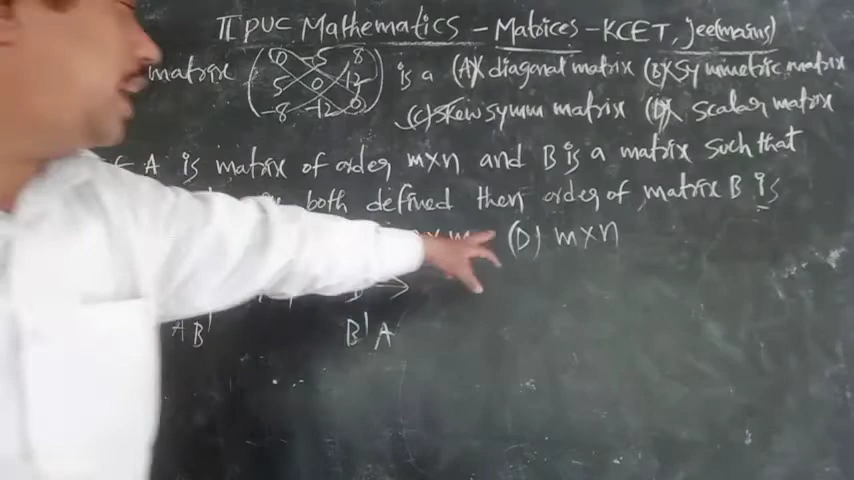 II PUC Mathematics - Matrices - KCET, Jee(mains)
matrix (0 -5 8 is a (A) diagonal matrix (B) Symmetric matrix
5 0 12
-8 -12 0) (C) Skew symm matrix (D) scalar matrix
A is matrix of order m×n and B is a matrix such that
both defined then order of matrix B is
(D) m×n
AB' B'A